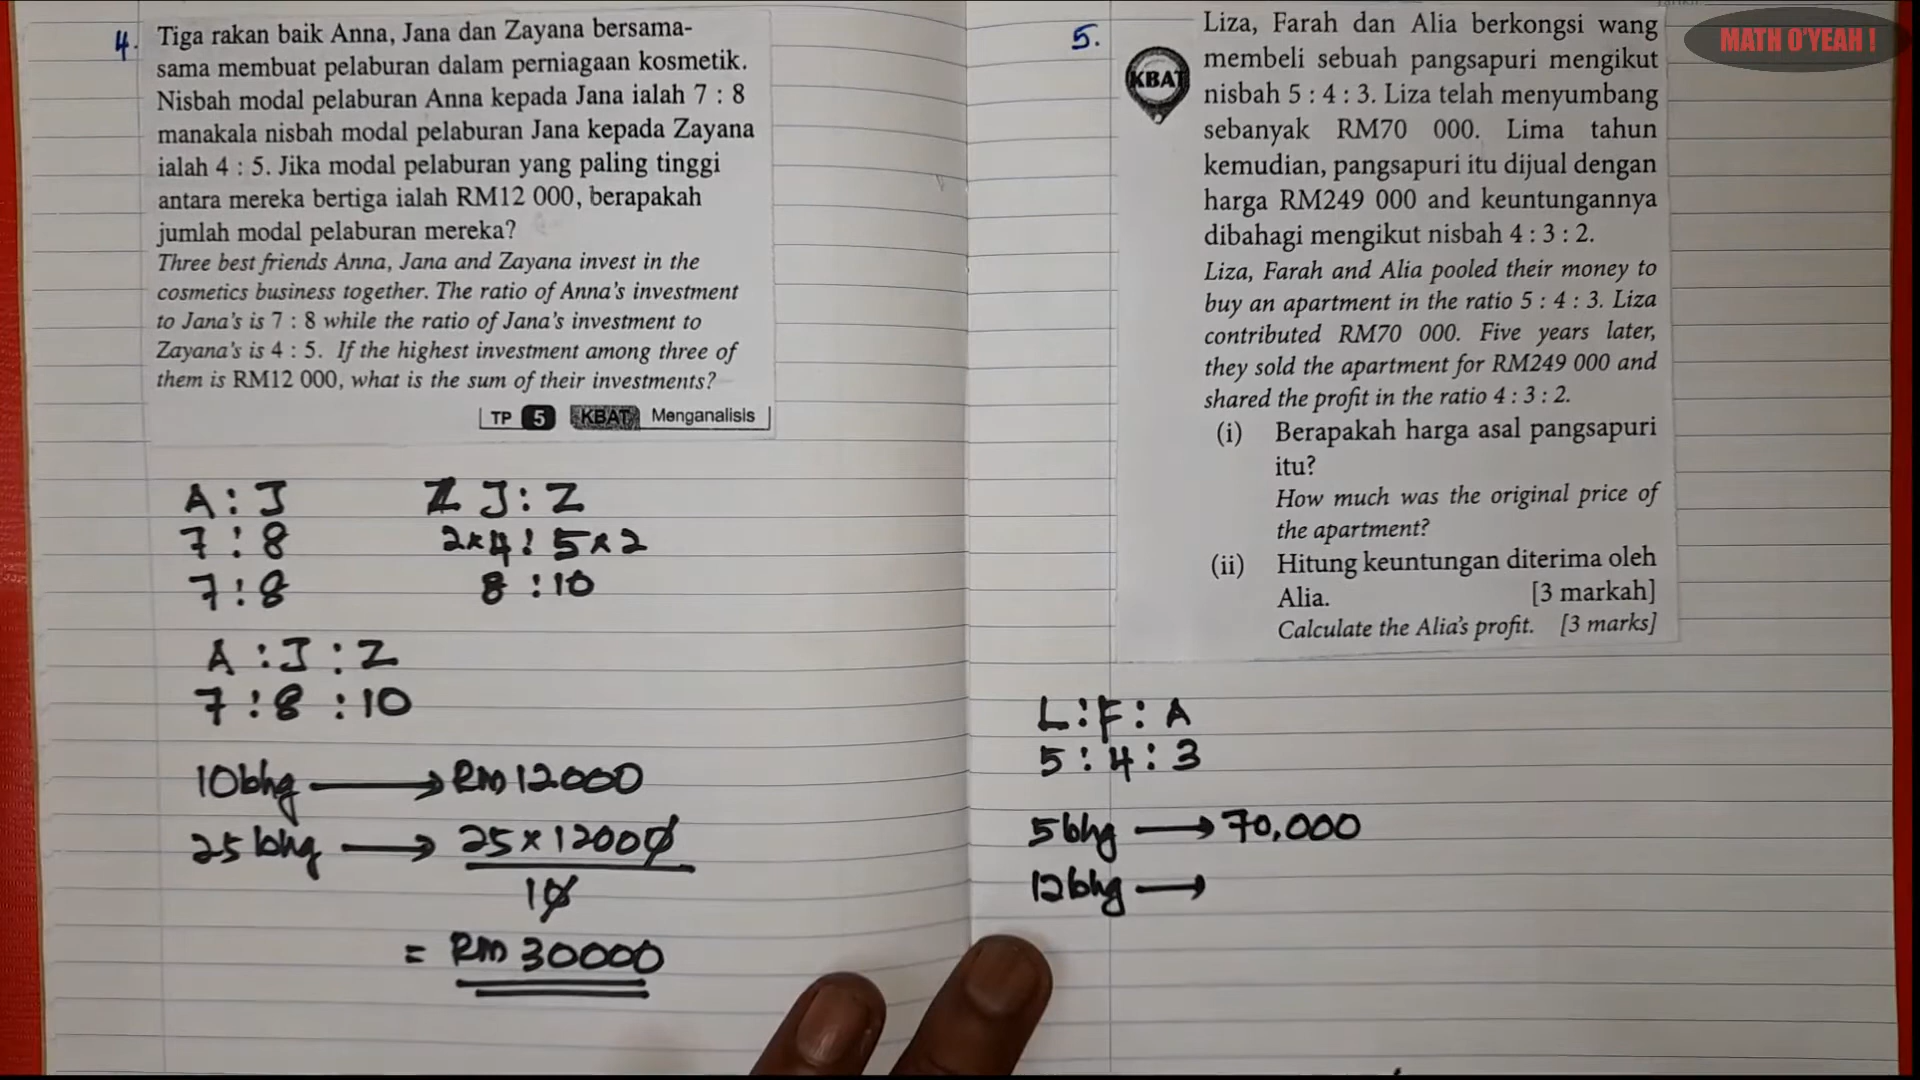 MATH O'YEAH !
4.
Tiga rakan baik Anna, Jana dan Zayana bersama-
sama membuat pelaburan dalam perniagaan kosmetik.
Nisbah modal pelaburan Anna kepada Jana ialah 7 : 8
manakala nisbah modal pelaburan Jana kepada Zayana
ialah 4 : 5. Jika modal pelaburan yang paling tinggi
antara mereka bertiga ialah RM12 000, berapakah
jumlah modal pelaburan mereka?
Three best friends Anna, Jana and Zayana invest in the
cosmetics business together. The ratio of Anna's investment
to Jana's is 7 : 8 while the ratio of Jana's investment to
Zayana's is 4 : 5. If the highest investment among three of
them is RM12 000, what is the sum of their investments?
TP 5 KBAT Menganalisis
A : J
7 : 8
7 : 8
J : Z
2 × 4 : 5 × 2
8 : 10
A : J : Z
7 : 8 : 10
10bhg → RM 12000
25 bhg → 25 × 12000
10
= RM 30000
5.
KBAT
Liza, Farah dan Alia berkongsi wang
membeli sebuah pangsapuri mengikut
nisbah 5 : 4 : 3. Liza telah menyumbang
sebanyak RM70 000. Lima tahun
kemudian, pangsapuri itu dijual dengan
harga RM249 000 and keuntungannya
dibahagi mengikut nisbah 4 : 3 : 2.
Liza, Farah and Alia pooled their money to
buy an apartment in the ratio 5 : 4 : 3. Liza
contributed RM70 000. Five years later,
they sold the apartment for RM249 000 and
shared the profit in the ratio 4 : 3 : 2.
(i) Berapakah harga asal pangsapuri
itu?
How much was the original price of
the apartment?
(ii) Hitung keuntungan diterima oleh
Alia. [3 markah]
Calculate the Alia's profit. [3 marks]
L : F : A
5 : 4 : 3
5bhg → 70,000
12bhg →